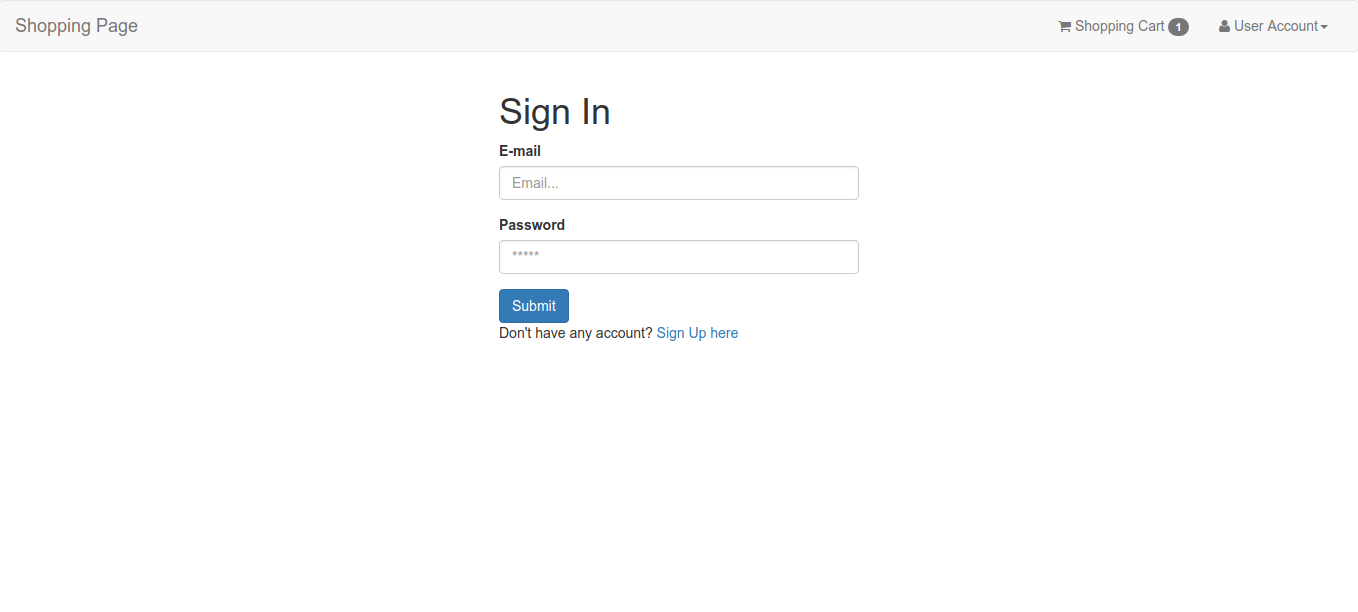 Shopping Page
Shopping Cart 1
User Account
Sign In
E-mail
Email...
Password
*****
Submit
Don't have any account? Sign Up here